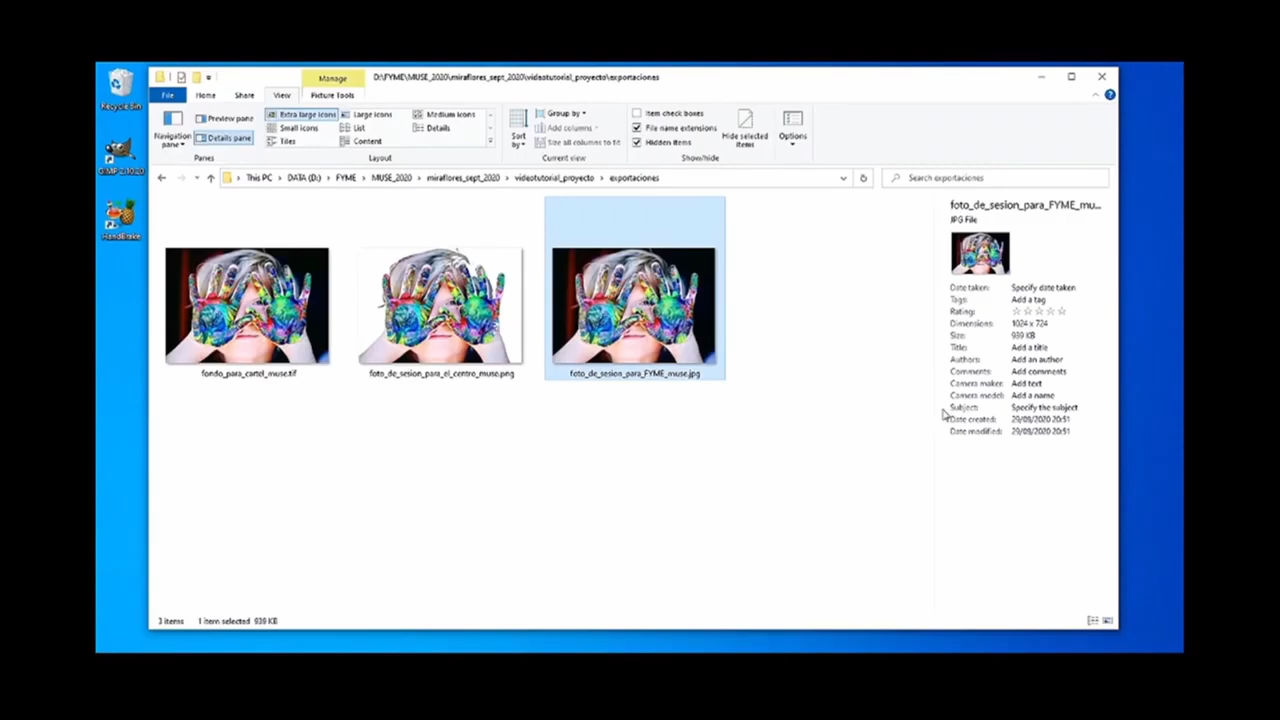 Manage
D:\FYME\MUSE_2020\miraflores_sept_2020\videotutorial_proyecto\exportaciones
File
Home
Share
View
Picture Tools
Navigation pane
Preview pane
Details pane
Panes
Extra large icons
Large icons
Medium icons
Small icons
List
Details
Tiles
Content
Layout
Sort by
Group by
Add columns
Size all columns to fit
Current view
Item check boxes
File name extensions
Hidden items
Hide selected items
Show/hide
Options
This PC > DATA (D:) > FYME > MUSE_2020 > miraflores_sept_2020 > videotutorial_proyecto > exportaciones
Search exportaciones
Recycle Bin
GIMP 2.10.20
HandBrake
fondo_para_cartel_muse.tif
foto_de_sesion_para_el_centro_muse.png
foto_de_sesion_para_FYME_muse.jpg
foto_de_sesion_para_FYME_mu...
JPG File
Date taken: Specify date taken
Tags: Add a tag
Rating:
Dimensions: 1024 x 724
Size: 939 KB
Title: Add a title
Authors: Add an author
Comments: Add comments
Camera maker: Add text
Camera model: Add a name
Subject: Specify the subject
Date created: 29/09/2020 20:51
Date modified: 29/09/2020 20:51
3 items
1 item selected 939 KB